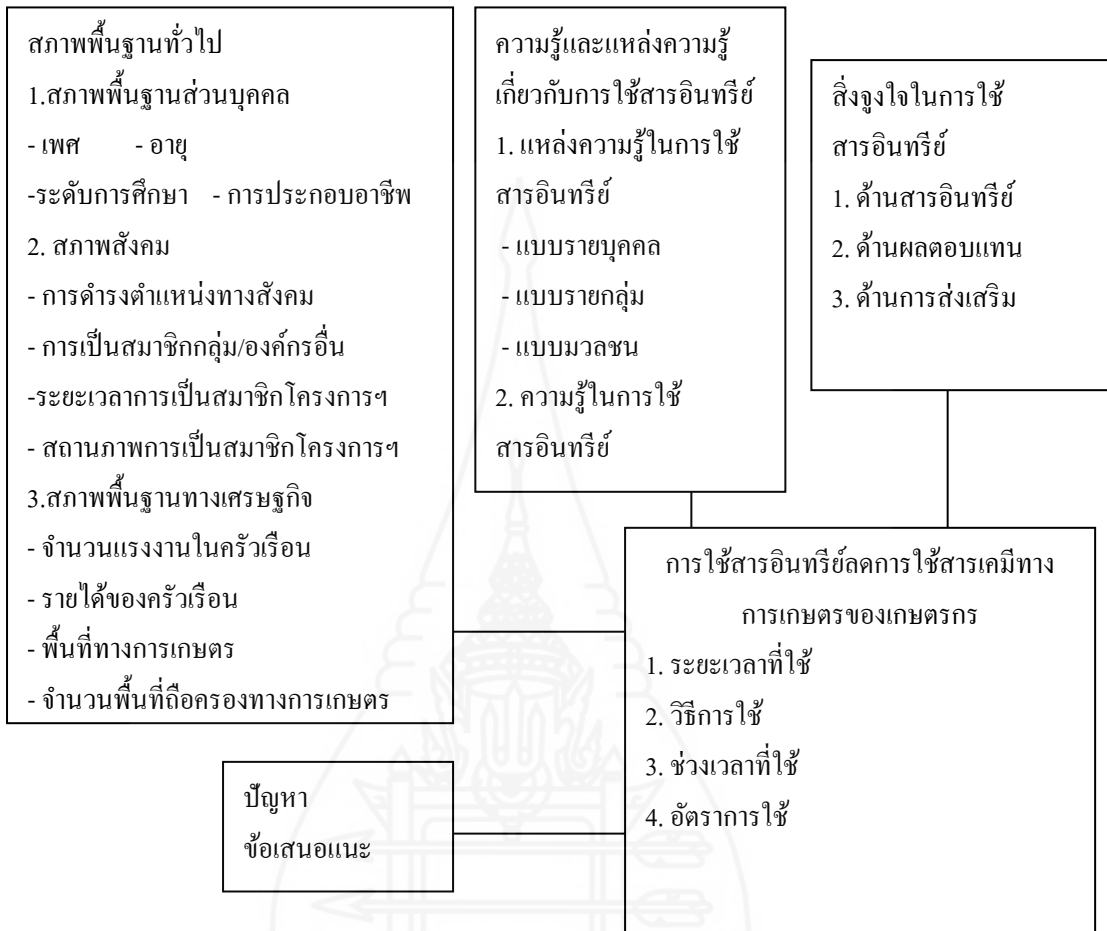 สภาพพื้นฐานทั่วไป
1.สภาพพื้นฐานส่วนบุคคล
- เพศ - อายุ
-ระดับการศึกษา - การประกอบอาชีพ
2. สภาพสังคม
- การดำรงตำแหน่งทางสังคม
- การเป็นสมาชิกกลุ่ม/องค์กรอื่น
-ระยะเวลาการเป็นสมาชิกโครงการฯ
- สถานภาพการเป็นสมาชิกโครงการฯ
3.สภาพพื้นฐานทางเศรษฐกิจ
- จำนวนแรงงานในครัวเรือน
- รายได้ของครัวเรือน
- พื้นที่ทางการเกษตร
- จำนวนพื้นที่ถือครองทางการเกษตร
ความรู้และแหล่งความรู้
เกี่ยวกับการใช้สารอินทรีย์
1. แหล่งความรู้ในการใช้
สารอินทรีย์
- แบบรายบุคคล
- แบบรายกลุ่ม
- แบบมวลชน
2. ความรู้ในการใช้
สารอินทรีย์
สิ่งจูงใจในการใช้
สารอินทรีย์
1. ด้านสารอินทรีย์
2. ด้านผลตอบแทน
3. ด้านการส่งเสริม
การใช้สารอินทรีย์ลดการใช้สารเคมีทาง
การเกษตรของเกษตรกร
1. ระยะเวลาที่ใช้
2. วิธีการใช้
3. ช่วงเวลาที่ใช้
4. อัตราการใช้
ปัญหา
ข้อเสนอแนะ